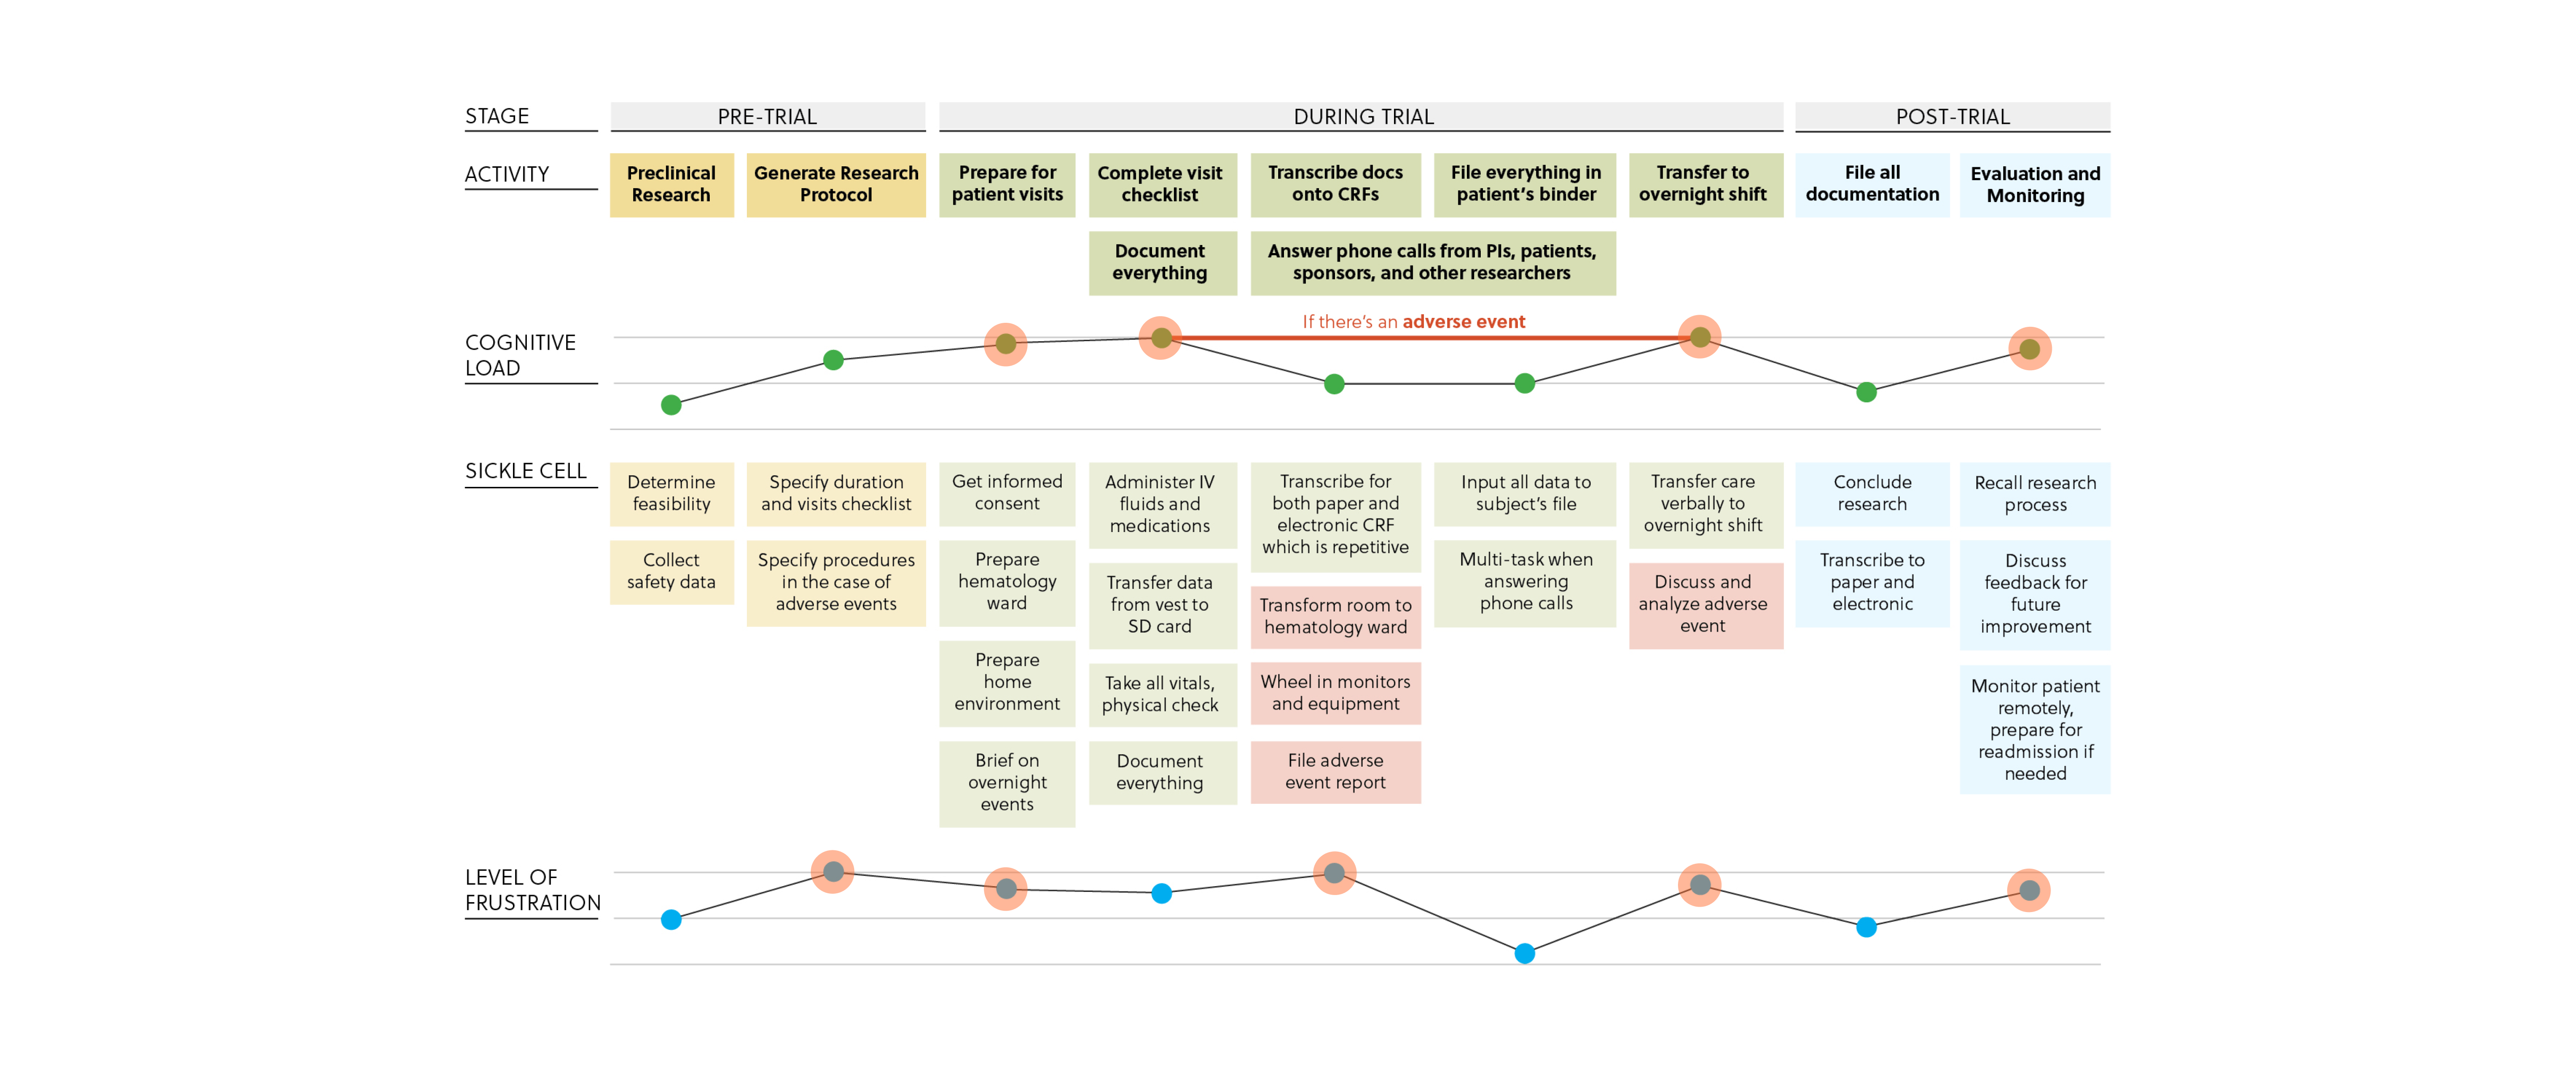 STAGE
PRE-TRIAL
DURING TRIAL
POST-TRIAL
ACTIVITY
Preclinical
Research
Generate Research
Protocol
Prepare for
patient visits
Complete visit
checklist
Transcribe docs
onto CRFs
File everything in
patient's binder
Transfer to
overnight shift
File all
documentation
Evaluation and
Monitoring
Document
everything
Answer phone calls from PIs, patients,
sponsors, and other researchers
COGNITIVE
LOAD
If there's an adverse event
SICKLE CELL
Determine
feasibility
Collect
safety data
Specify duration
and visits checklist
Specify procedures
in the case of
adverse events
Get informed
consent
Prepare
hematology
ward
Prepare
home
environment
Brief on
overnight
events
Administer IV
fluids and
medications
Transfer data
from vest to
SD card
Take all vitals,
physical check
Document
everything
Transcribe for
both paper and
electronic CRF
which is repetitive
Transform room to
hematology ward
Wheel in monitors
and equipment
File adverse
event report
Input all data to
subject's file
Multi-task when
answering
phone calls
Transfer care
verbally to
overnight shift
Discuss and
analyze adverse
event
Conclude
research
Transcribe to
paper and
electronic
Recall research
process
Discuss
feedback for
future
improvement
Monitor patient
remotely,
prepare for
readmission if
needed
LEVEL OF
FRUSTRATION